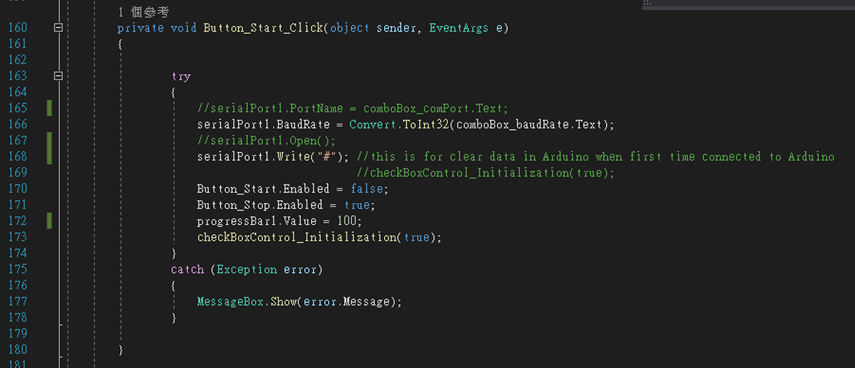 1 個參考
160 private void Button_Start_Click(object sender, EventArgs e)
161 {
162
163 try
164 {
165 //serialPort1.PortName = comboBox_comPort.Text;
166 serialPort1.BaudRate = Convert.ToInt32(comboBox_baudRate.Text);
167 //serialPort1.Open();
168 serialPort1.Write("#"); //this is for clear data in Arduino when first time connected to Arduino
169 //checkBoxControl_Initialization(true);
170 Button_Start.Enabled = false;
171 Button_Stop.Enabled = true;
172 progressBar1.Value = 100;
173 checkBoxControl_Initialization(true);
174 }
175 catch (Exception error)
176 {
177 MessageBox.Show(error.Message);
178 }
179
180 }
181